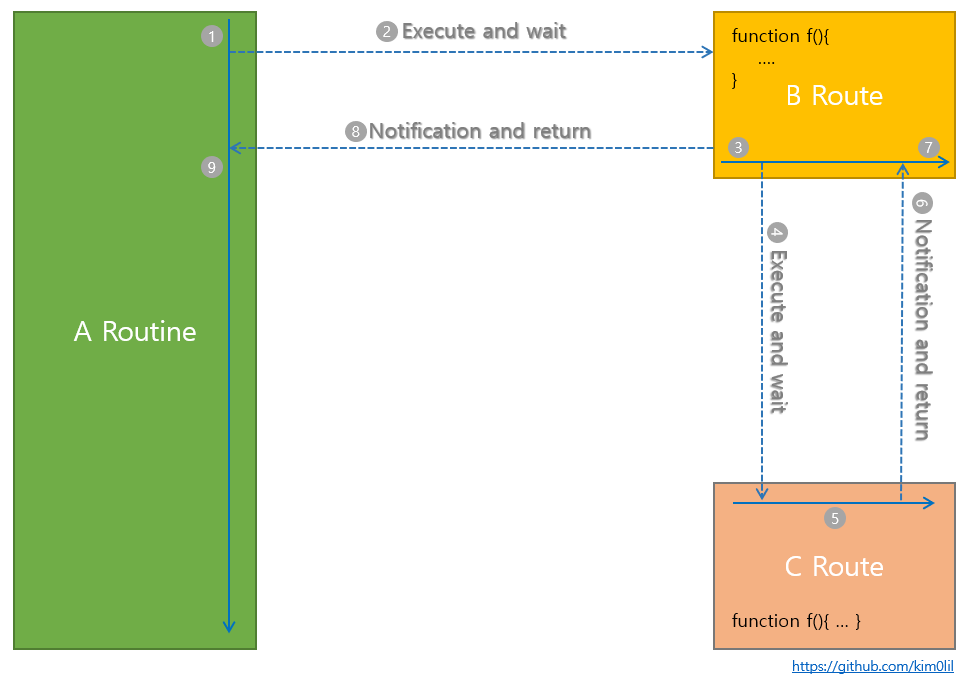 1
2 Execute and wait
function f(){
....
}
B Route
8 Notification and return
3
7
9
4 Execute and wait
6 Notification and return
A Routine
5
C Route
function f(){ ... }
https://github.com/kim0lil